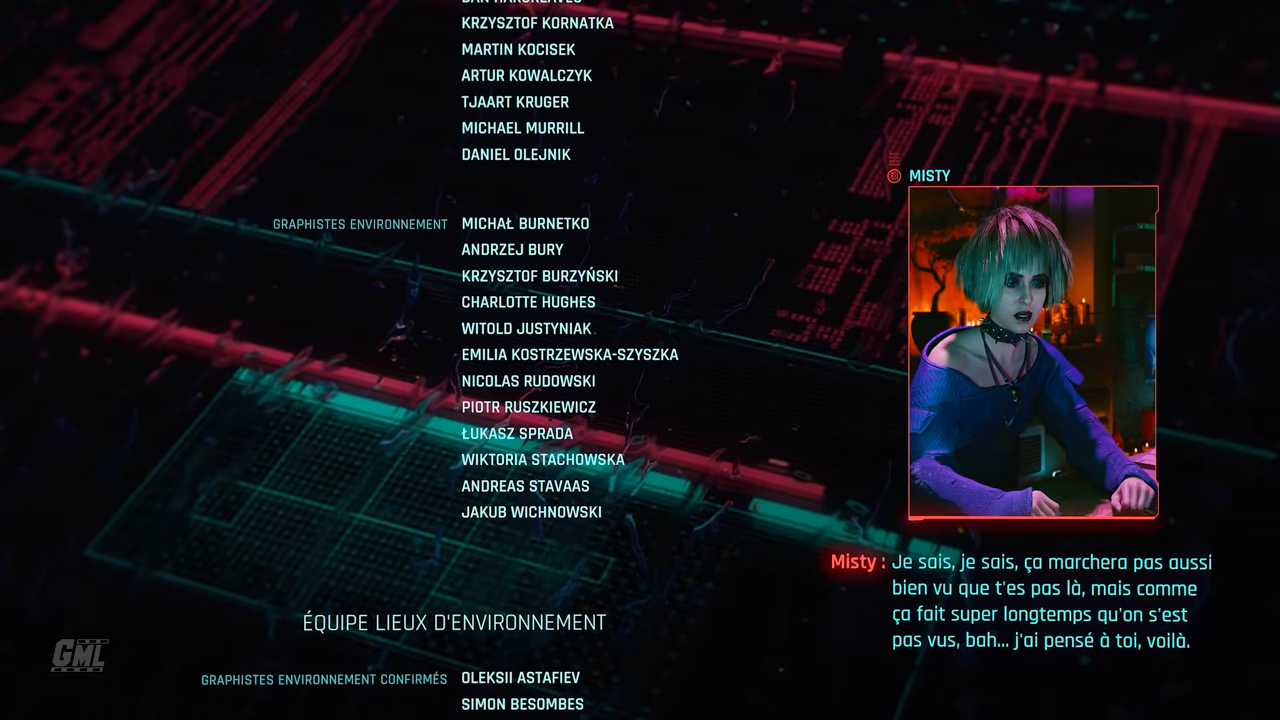 DAN HARGREAVES
KRZYSZTOF KORNATKA
MARTIN KOCISEK
ARTUR KOWALCZYK
TJAART KRUGER
MICHAEL MURRILL
DANIEL OLEJNIK
GRAPHISTES ENVIRONNEMENT MICHAŁ BURNETKO
ANDRZEJ BURY
KRZYSZTOF BURZYŃSKI
CHARLOTTE HUGHES
WITOLD JUSTYNIAK
EMILIA KOSTRZEWSKA-SZYSZKA
NICOLAS RUDOWSKI
PIOTR RUSZKIEWICZ
ŁUKASZ SPRADA
WIKTORIA STACHOWSKA
ANDREAS STAVAAS
JAKUB WICHNOWSKI
ÉQUIPE LIEUX D'ENVIRONNEMENT
GRAPHISTES ENVIRONNEMENT CONFIRMÉS OLEKSII ASTAFIEV
SIMON BESOMBES
MISTY
Misty : Je sais, je sais, ça marchera pas aussi
bien vu que t'es pas là, mais comme
ça fait super longtemps qu'on s'est
pas vus, bah... j'ai pensé à toi, voilà.
GML